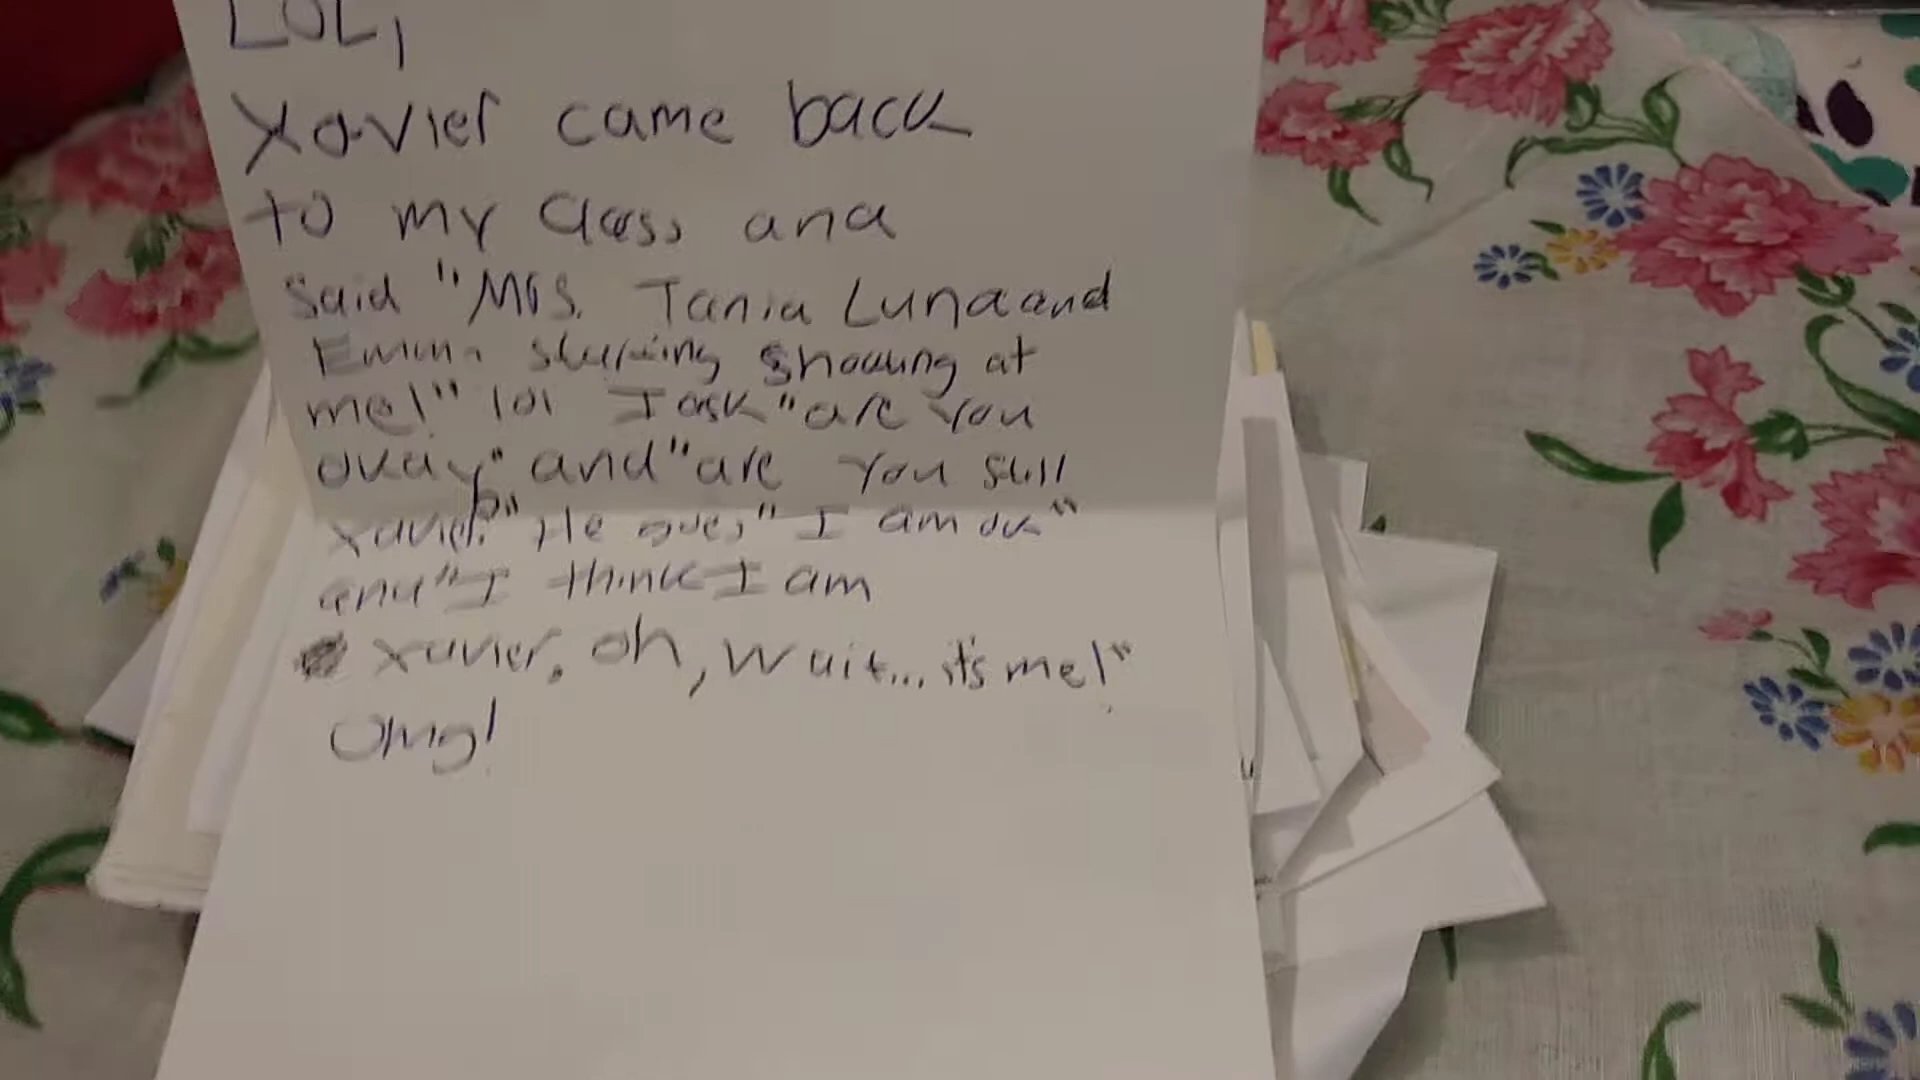 LOL,
Xavier came back
to my class and
said "Mrs. Tania Luna and
Emma shouting at
me!" lol I ask "are you
okay" and "are you still
Xavier?" He "I am ok"
and "I think I am
Xavier. Oh, wait... it's me!"
Omg!